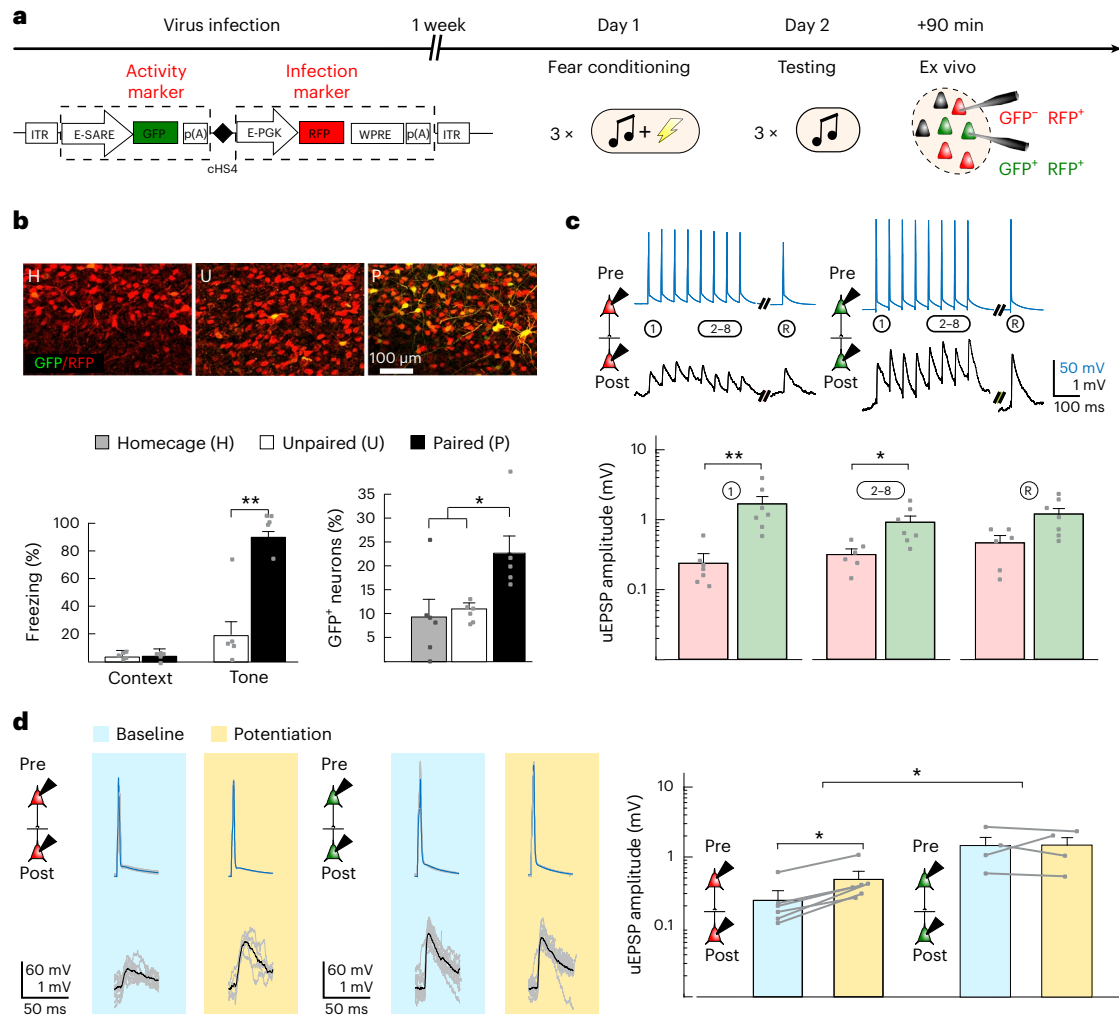 a
Virus infection
1 week
Day 1
Day 2
+90 min
Activity marker
Infection marker
Fear conditioning
Testing
Ex vivo
ITR
E-SARE
GFP
p(A)
cHS4
E-PGK
RFP
WPRE
p(A)
ITR
3 ×
+
3 ×
GFP⁻ RFP⁺
GFP⁺ RFP⁺
b
H
U
P
GFP/RFP
100 µm
Homecage (H)
Unpaired (U)
Paired (P)
Freezing (%)
100
80
60
40
20
**
Context
Tone
GFP⁺ neurons (%)
35
30
25
20
15
10
5
*
c
Pre
Post
1
2–8
R
Pre
Post
1
2–8
R
50 mV
1 mV
100 ms
uEPSP amplitude (mV)
10
1
0.1
**
1
*
2–8
R
d
Baseline
Potentiation
Pre
Post
60 mV
1 mV
50 ms
Pre
Post
60 mV
1 mV
50 ms
uEPSP amplitude (mV)
10
1
0.1
*
*
Pre
Post
Pre
Post